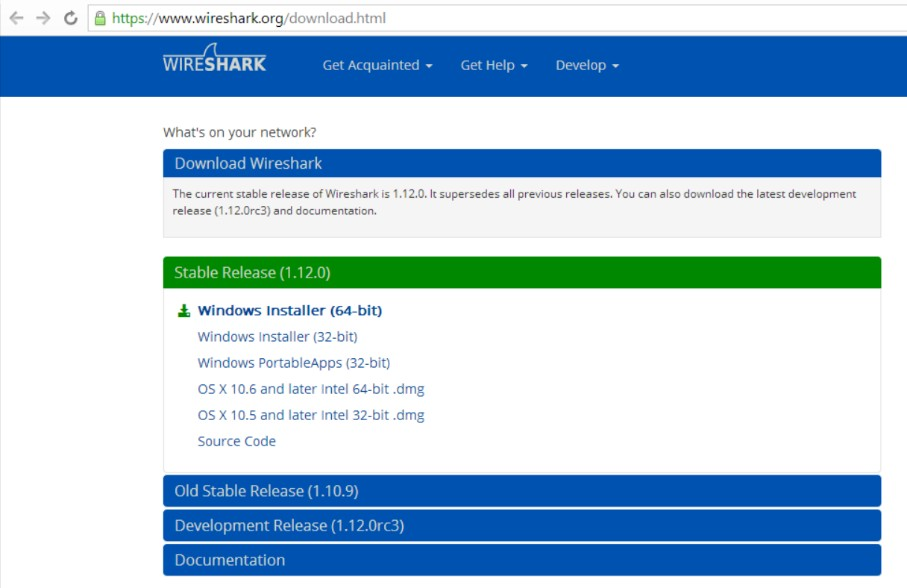 https://www.wireshark.org/download.html
WIRESHARK
Get Acquainted
Get Help
Develop
What's on your network?
Download Wireshark
The current stable release of Wireshark is 1.12.0. It supersedes all previous releases. You can also download the latest development
release (1.12.0rc3) and documentation.
Stable Release (1.12.0)
Windows Installer (64-bit)
Windows Installer (32-bit)
Windows PortableApps (32-bit)
OS X 10.6 and later Intel 64-bit .dmg
OS X 10.5 and later Intel 32-bit .dmg
Source Code
Old Stable Release (1.10.9)
Development Release (1.12.0rc3)
Documentation